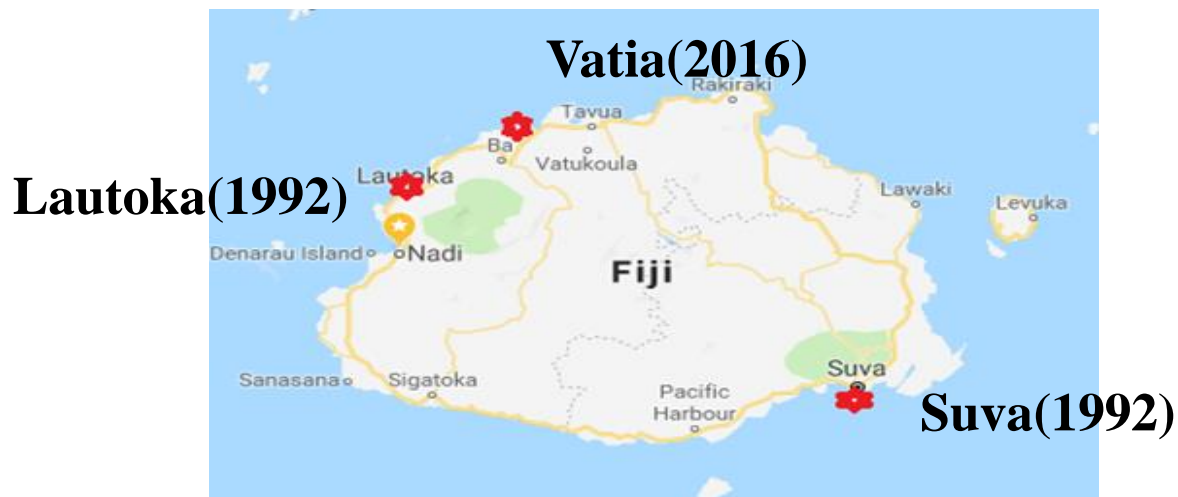 Vatia(2016)
Rakiraki
Tavua
Ba
Vatukoula
Lautoka
Lautoka(1992)
Lawaki
Levuka
Denarau Island
Nadi
Fiji
Suva
Sanasana
Sigatoka
Pacific
Harbour
Suva(1992)